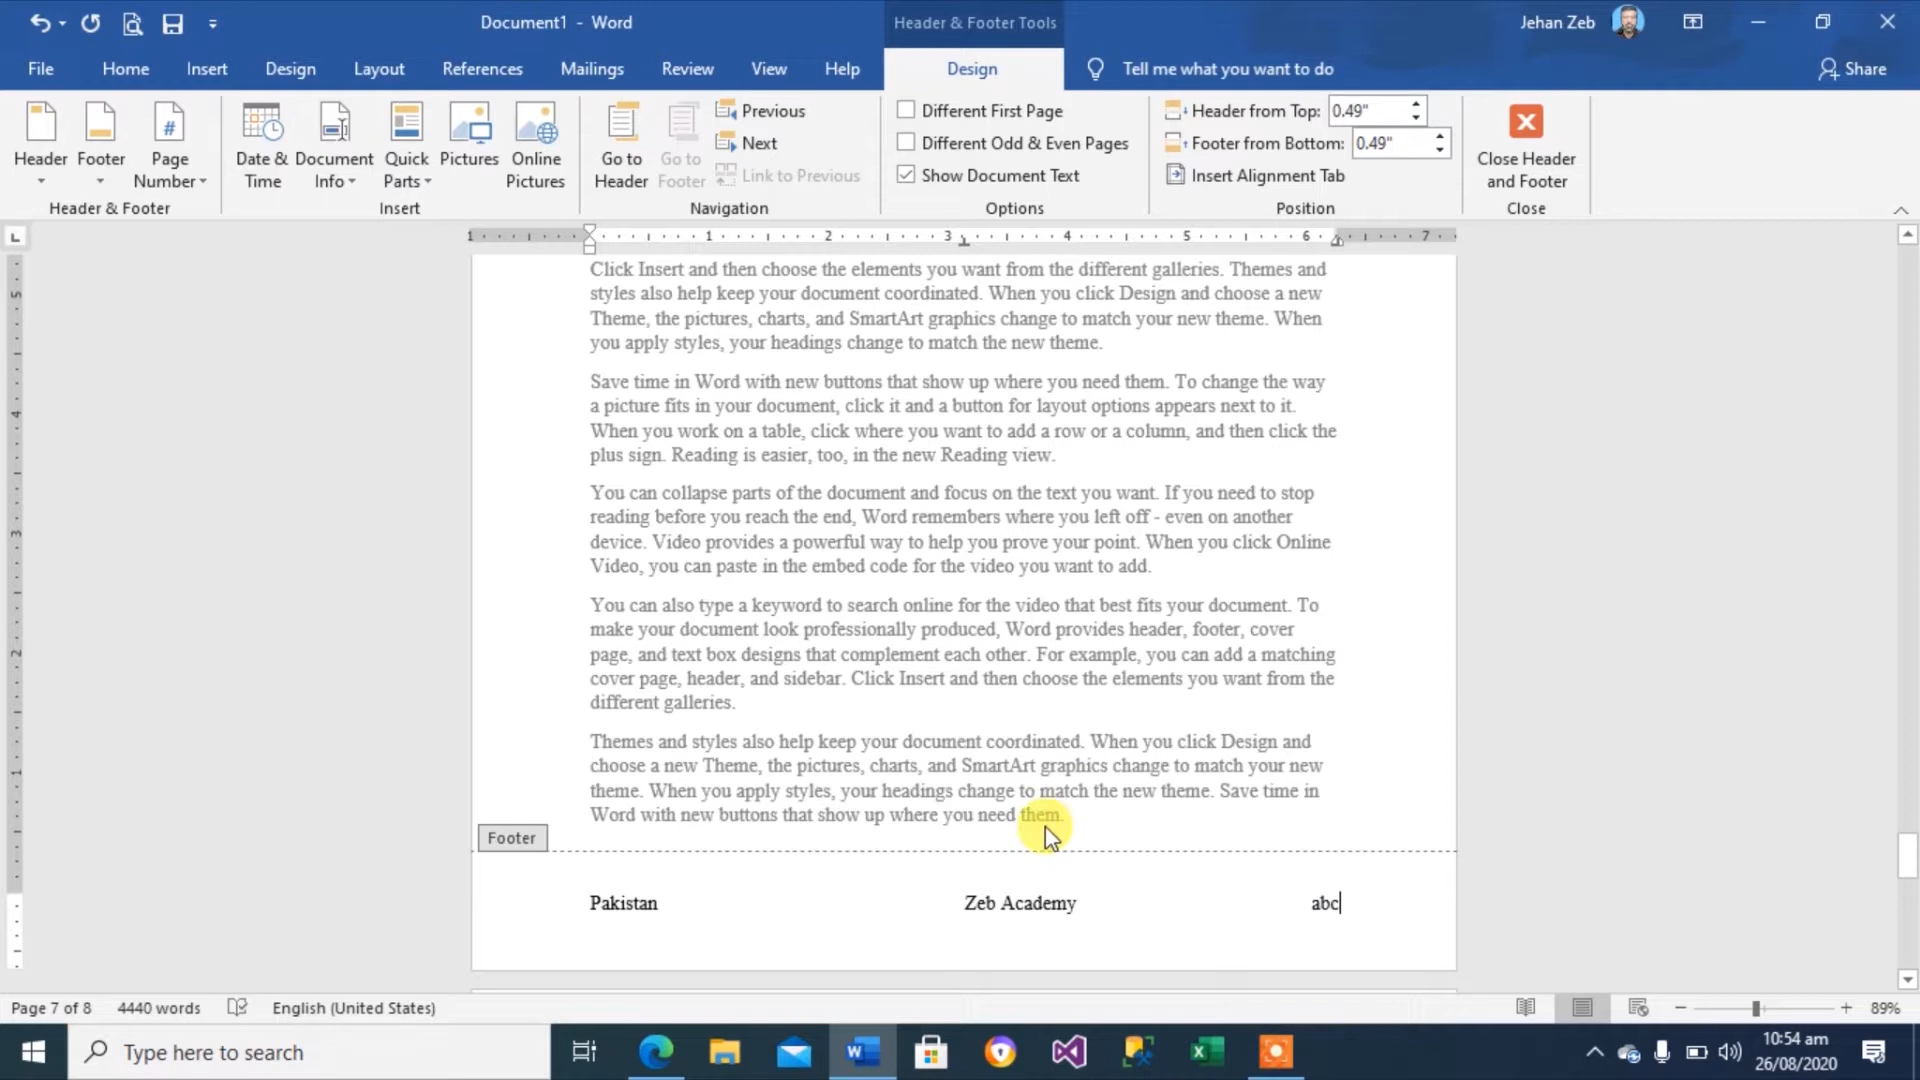 Document1 - Word
Header & Footer Tools
Jehan Zeb
File Home Insert Design Layout References Mailings Review View Help Design Tell me what you want to do Share
Header Footer Page Number
Header & Footer
Date & Time Document Info Quick Parts Pictures Online Pictures
Insert
Go to Header Go to Footer Previous
Next
Link to Previous
Navigation
Different First Page
Different Odd & Even Pages
Show Document Text
Options
Header from Top: 0.49"
Footer from Bottom: 0.49"
Insert Alignment Tab
Position
Close Header and Footer
Close
1 1 2 3 4 5 6 7
5
4
3
2
1
Click Insert and then choose the elements you want from the different galleries. Themes and
styles also help keep your document coordinated. When you click Design and choose a new
Theme, the pictures, charts, and SmartArt graphics change to match your new theme. When
you apply styles, your headings change to match the new theme.
Save time in Word with new buttons that show up where you need them. To change the way
a picture fits in your document, click it and a button for layout options appears next to it.
When you work on a table, click where you want to add a row or a column, and then click the
plus sign. Reading is easier, too, in the new Reading view.
You can collapse parts of the document and focus on the text you want. If you need to stop
reading before you reach the end, Word remembers where you left off - even on another
device. Video provides a powerful way to help you prove your point. When you click Online
Video, you can paste in the embed code for the video you want to add.
You can also type a keyword to search online for the video that best fits your document. To
make your document look professionally produced, Word provides header, footer, cover
page, and text box designs that complement each other. For example, you can add a matching
cover page, header, and sidebar. Click Insert and then choose the elements you want from the
different galleries.
Themes and styles also help keep your document coordinated. When you click Design and
choose a new Theme, the pictures, charts, and SmartArt graphics change to match your new
theme. When you apply styles, your headings change to match the new theme. Save time in
Word with new buttons that show up where you need them.
Footer
Pakistan Zeb Academy abc
Page 7 of 8 4440 words English (United States) 89%
Type here to search
10:54 am
26/08/2020